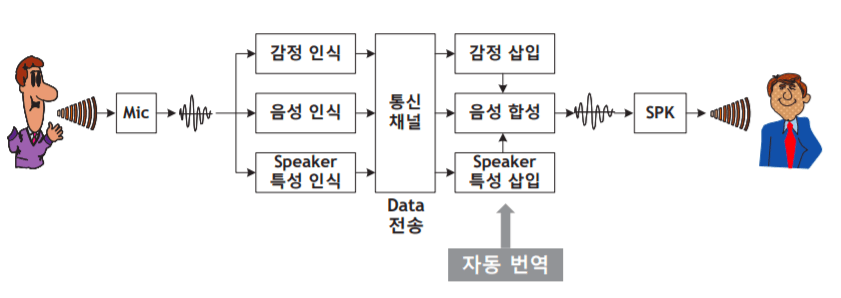 감정 인식
감정 삽입
Mic
음성 인식
통신
채널
음성 합성
SPK
Speaker
특성 인식
Speaker
특성 삽입
Data
전송
자동 번역